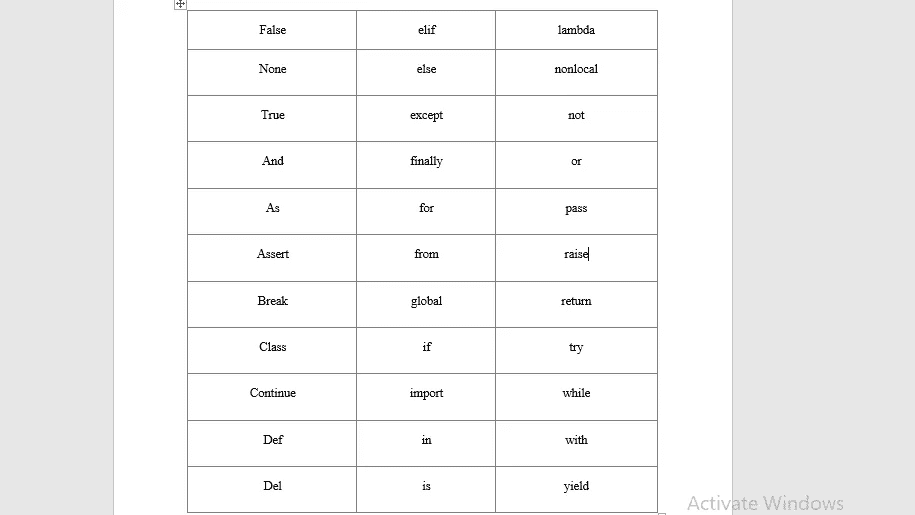 False elif lambda
None else nonlocal
True except not
And finally or
As for pass
Assert from raise
Break global return
Class if try
Continue import while
Def in with
Del is yield
Activate Windows